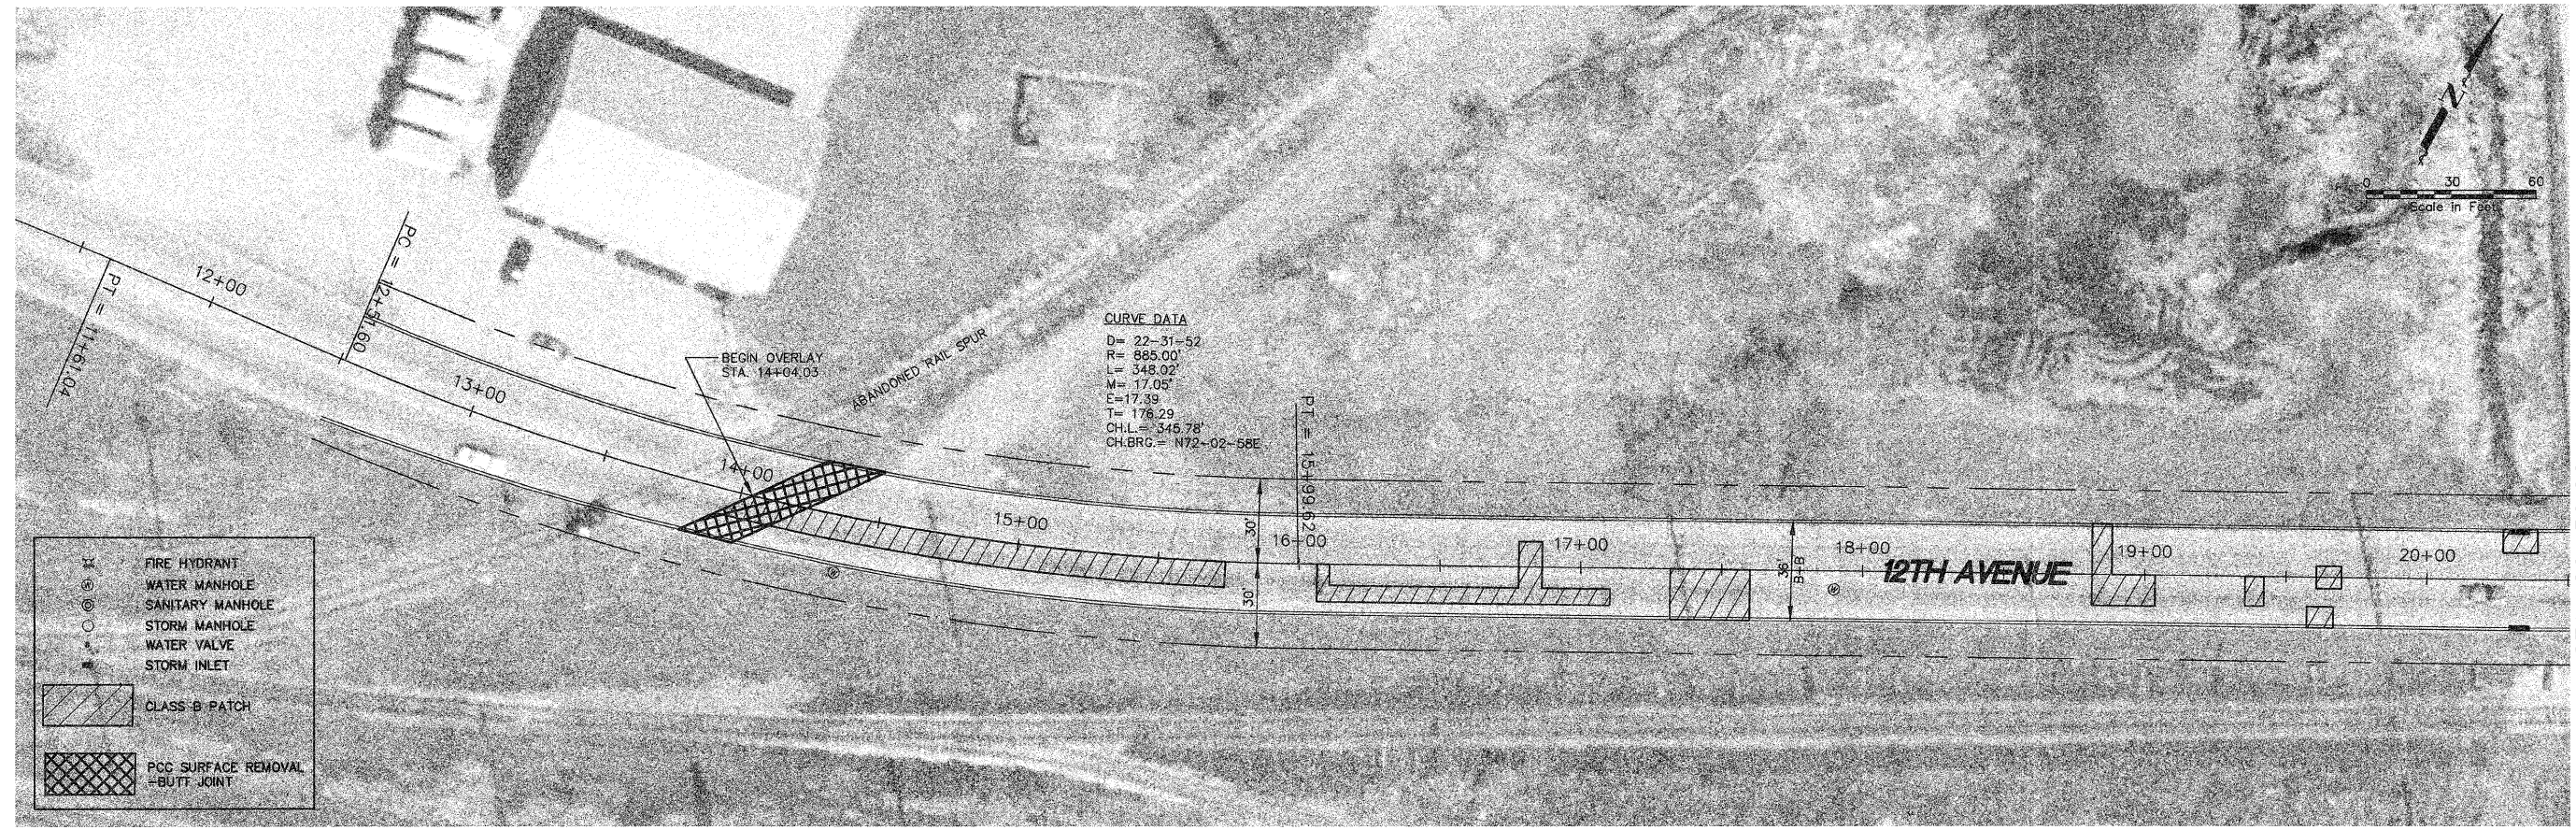 N
0 30 60
Scale in Feet
PC = 12+51.60
12+00
PT = 11+61.04
13+00
BEGIN OVERLAY
STA. 14+04.03
ABANDONED RAIL SPUR
CURVE DATA
D= 22-31-52
R= 885.00'
L= 348.02'
M= 17.05'
E=17.39
T= 176.29
CH.L.= 345.78'
CH.BRG.= N72-02-58E
PT = 15+99.62
14+00
15+00
30'
30'
16+00
17+00
36'
B-B
18+00
12TH AVENUE
19+00
20+00
FIRE HYDRANT
WATER MANHOLE
SANITARY MANHOLE
STORM MANHOLE
WATER VALVE
STORM INLET
CLASS B PATCH
PCC SURFACE REMOVAL
-BUTT JOINT